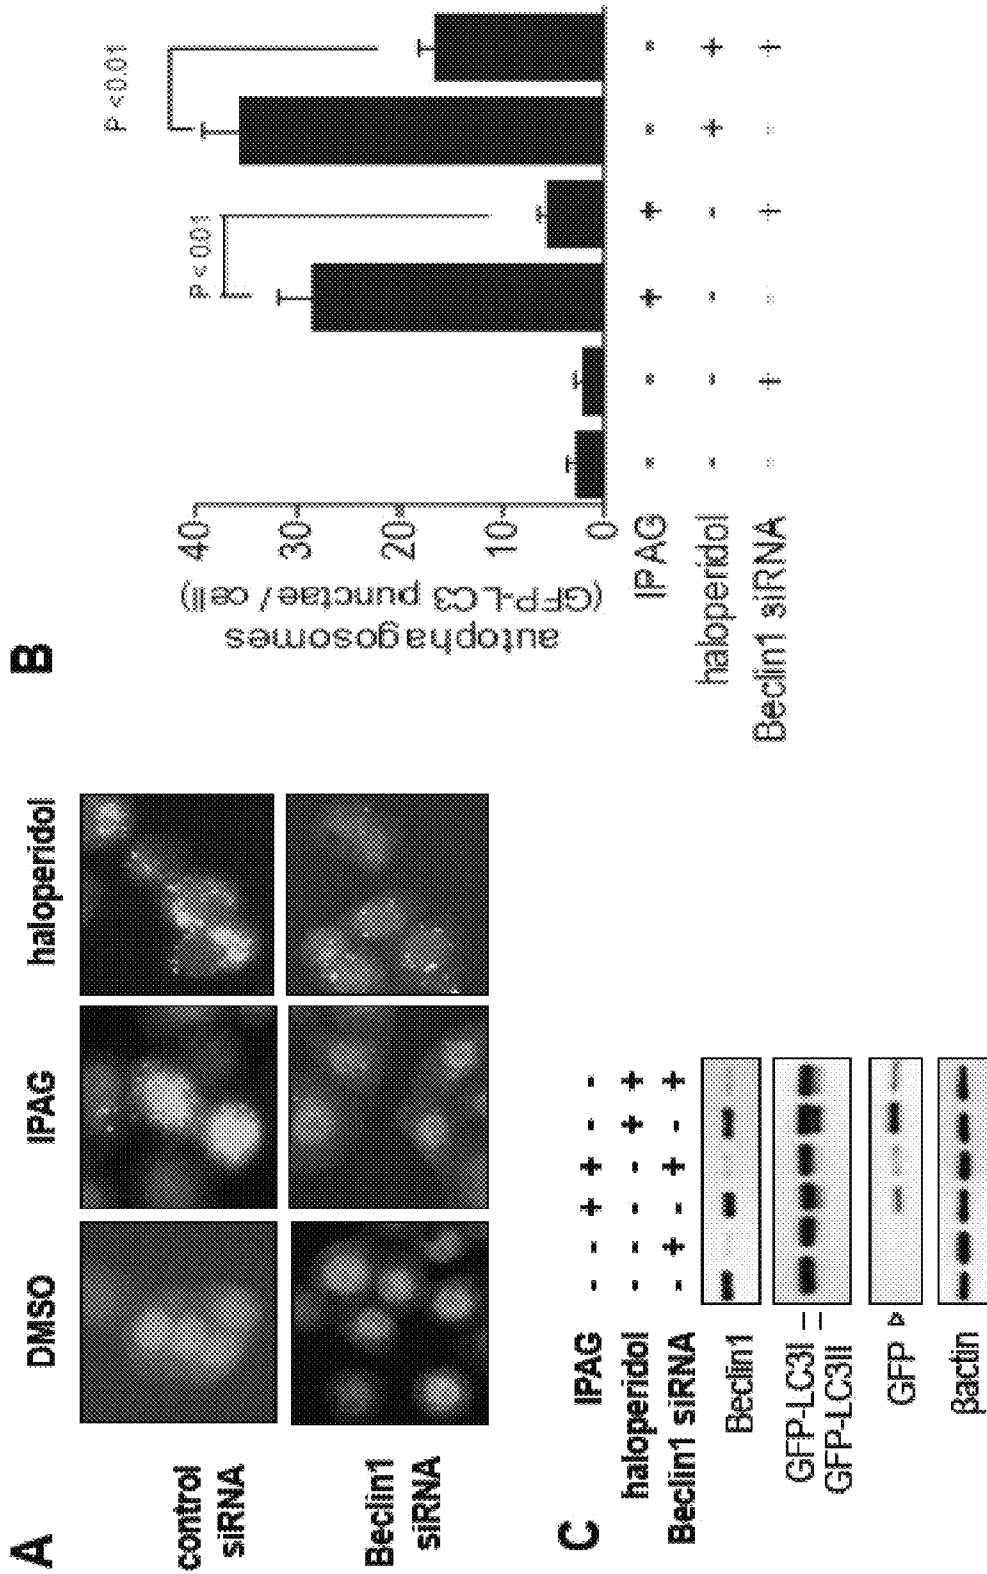 A
DMSO IPAG haloperidol
control
siRNA
Beclin1
siRNA
B
autophagosomes
(GFP-LC3 punctae / cell)
40
30
20
10
0
P < 0.01
P < 0.01
IPAG - - + + - -
haloperidol - - - - + +
Beclin1 siRNA - + - + - +
C
IPAG - - + + - -
haloperidol - - - - + +
Beclin1 siRNA - + - + - +
Beclin1
GFP-LC3I
GFP-LC3II
GFP
βactin